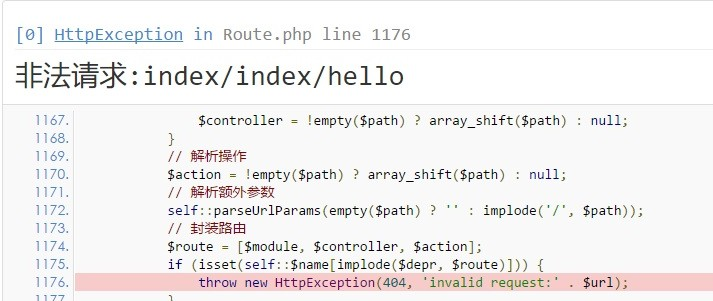 [0] HttpException in Route.php line 1176
非法请求:index/index/hello
1167. $controller = !empty($path) ? array_shift($path) : null;
1168. }
1169. // 解析操作
1170. $action = !empty($path) ? array_shift($path) : null;
1171. // 解析额外参数
1172. self::parseUrlParams(empty($path) ? '' : implode('/', $path));
1173. // 封装路由
1174. $route = [$module, $controller, $action];
1175. if (isset(self::$name[implode($depr, $route)])) {
1176. throw new HttpException(404, 'invalid request:' . $url);
1177. }